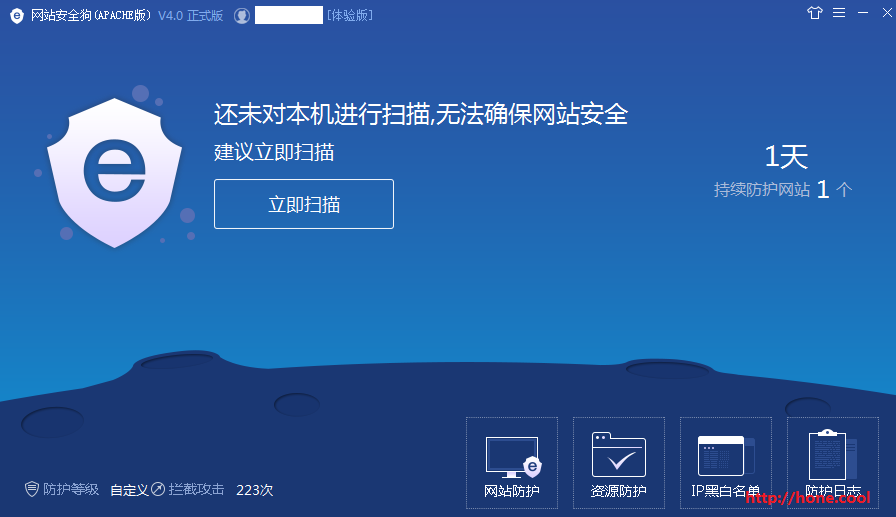 网站安全狗(APACHE版) V4.0 正式版 [体验版]
还未对本机进行扫描,无法确保网站安全
建议立即扫描
立即扫描
1天
持续防护网站 1 个
防护等级 自定义 拦截攻击 223次
网站防护 资源防护 IP黑白名单 防护日志
http://hone.cool